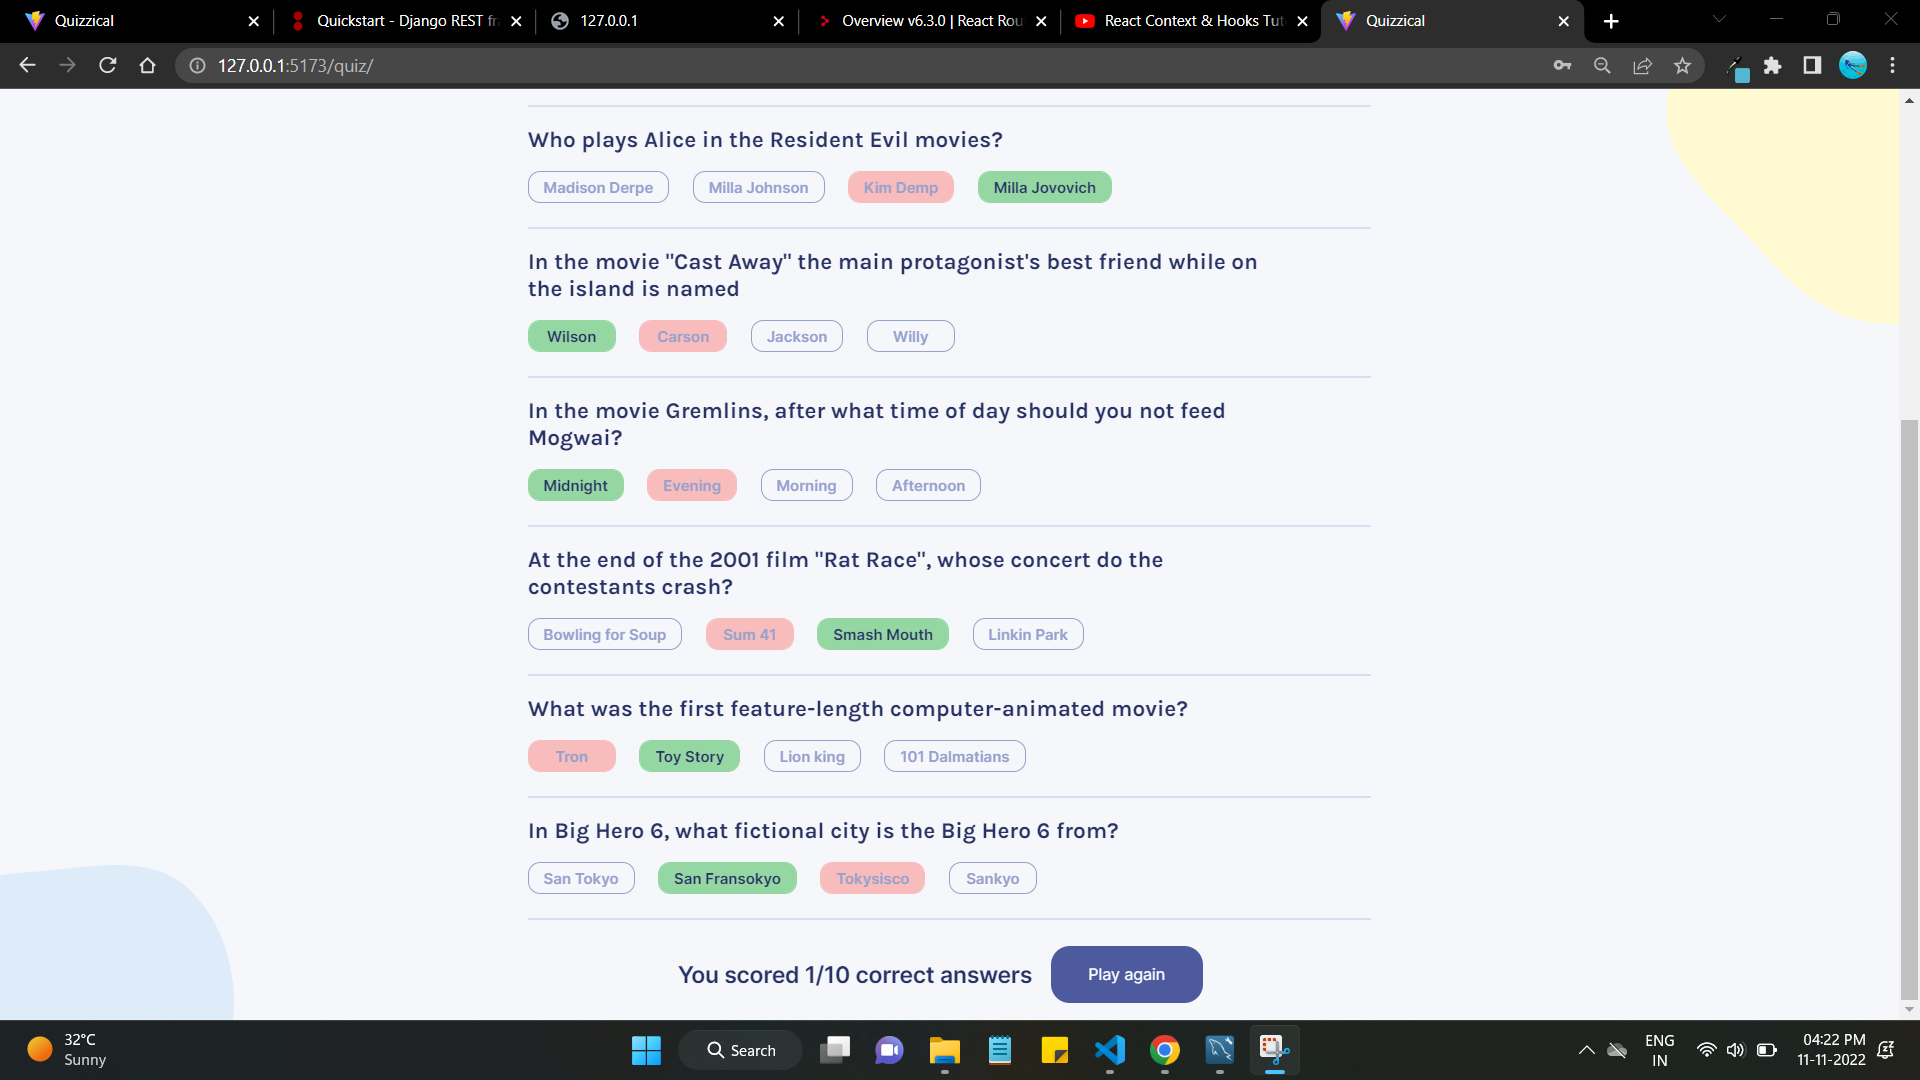 Quizzical
Quickstart - Django REST fr
127.0.0.1
Overview v6.3.0 | React Rou
React Context & Hooks Tut
Quizzical
127.0.0.1:5173/quiz/
Who plays Alice in the Resident Evil movies?
Madison Derpe Milla Johnson Kim Demp Milla Jovovich
In the movie "Cast Away" the main protagonist's best friend while on
the island is named
Wilson Carson Jackson Willy
In the movie Gremlins, after what time of day should you not feed
Mogwai?
Midnight Evening Morning Afternoon
At the end of the 2001 film "Rat Race", whose concert do the
contestants crash?
Bowling for Soup Sum 41 Smash Mouth Linkin Park
What was the first feature-length computer-animated movie?
Tron Toy Story Lion king 101 Dalmatians
In Big Hero 6, what fictional city is the Big Hero 6 from?
San Tokyo San Fransokyo Tokysisco Sankyo
You scored 1/10 correct answers Play again
32°C
Sunny
Search
ENG
IN
04:22 PM
11-11-2022